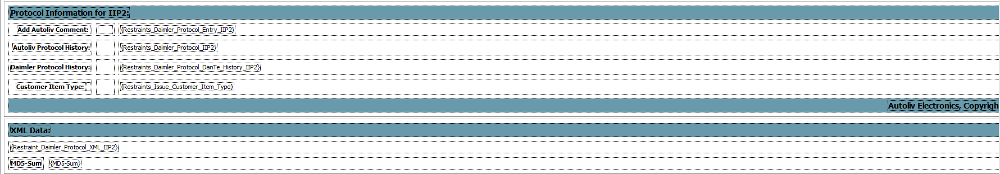 Protocol Information for IIP2:
Add Autoliv Comment: {Restraints_Daimler_Protocol_Entry_IIP2}
Autoliv Protocol History: {Restraints_Daimler_Protocol_IIP2}
Daimler Protocol History: {Restraints_Daimler_Protocol_DanTe_History_IIP2}
Customer Item Type: {Restraints_Issue_Customer_Item_Type}
Autoliv Electronics, Copyrigh
XML Data:
{Restraint_Daimler_Protocol_XML_IIP2}
MD5-Sum {MD5-Sum}